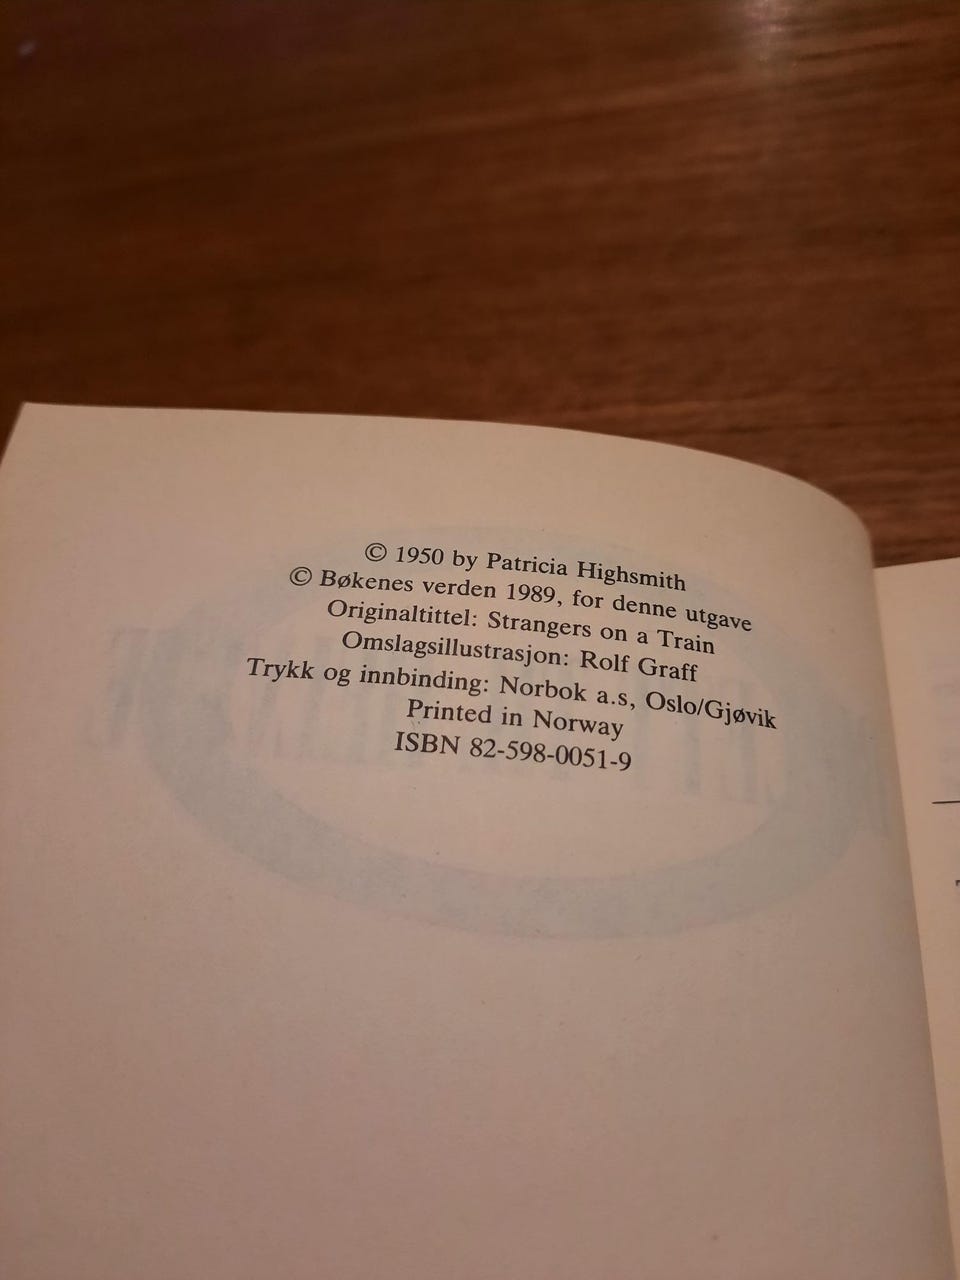 © 1950 by Patricia Highsmith
© Bøkenes verden 1989, for denne utgave
Originaltittel: Strangers on a Train
Omslagsillustrasjon: Rolf Graff
Trykk og innbinding: Norbok a.s, Oslo/Gjøvik
Printed in Norway
ISBN 82-598-0051-9